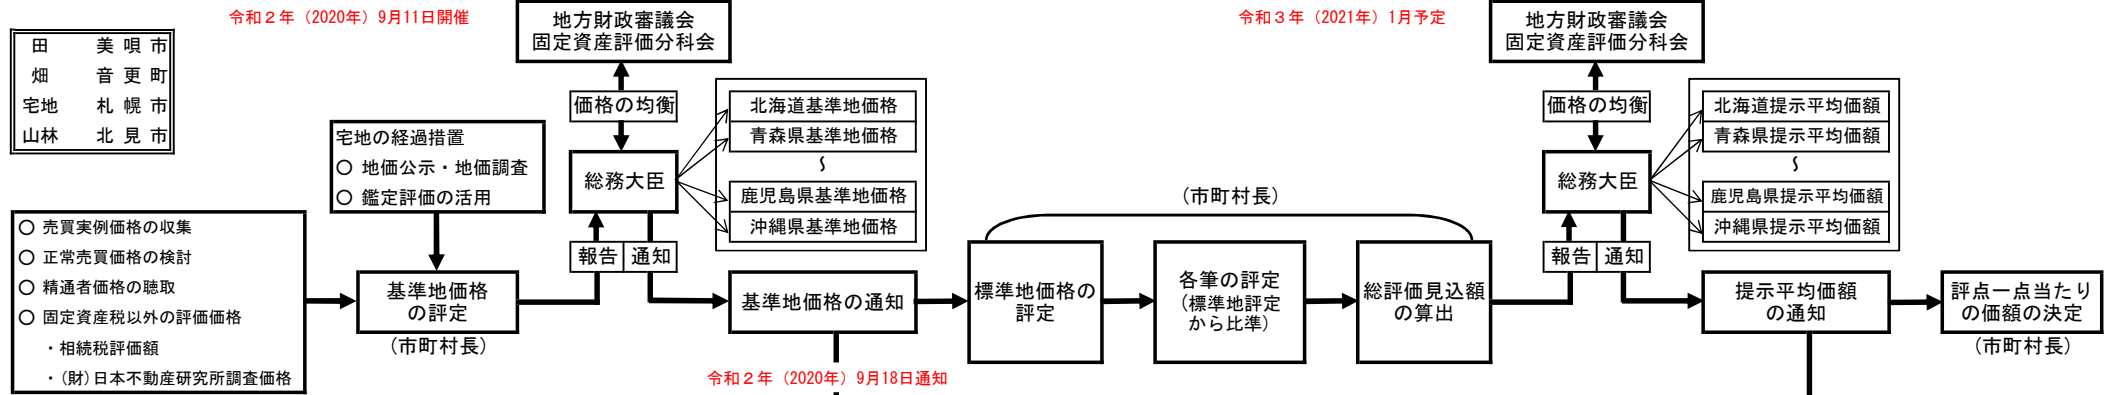 令和２年（2020年）9月11日開催
地方財政審議会
固定資産評価分科会
令和３年（2021年）1月予定
地方財政審議会
固定資産評価分科会
田　美唄市
畑　音更町
宅地　札幌市
山林　北見市
価格の均衡
北海道基準地価格
青森県基準地価格
～
鹿児島県基準地価格
沖縄県基準地価格
価格の均衡
北海道提示平均価額
青森県提示平均価額
～
鹿児島県提示平均価額
沖縄県提示平均価額
宅地の経過措置
○ 地価公示・地価調査
○ 鑑定評価の活用
総務大臣
総務大臣
（市町村長）
○ 売買実例価格の収集
○ 正常売買価格の検討
○ 精通者価格の聴取
○ 固定資産税以外の評価価格
・相続税評価額
・(財)日本不動産研究所調査価格
報告
通知
報告
通知
基準地価格
の評定
（市町村長）
基準地価格の通知
標準地価格の
評定
各筆の評定
（標準地評定
から比準）
総評価見込額
の算出
提示平均価額
の通知
評点一点当たり
の価額の決定
（市町村長）
令和２年（2020年）9月18日通知